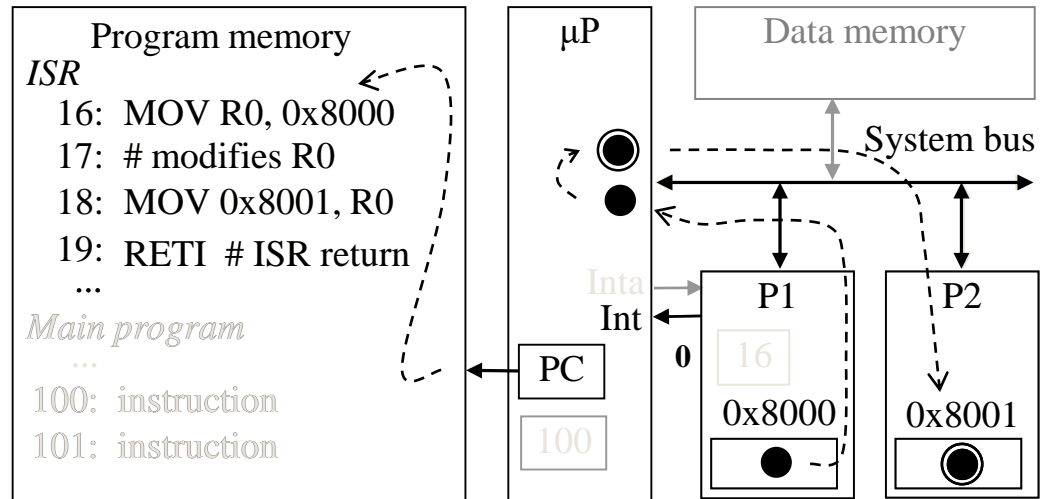 Program memory
ISR
16: MOV R0, 0x8000
17: # modifies R0
18: MOV 0x8001, R0
19: RETI # ISR return
...
Main program
...
100: instruction
101: instruction
μP
Inta
Int
PC
100
Data memory
System bus
0
P1
16
0x8000
P2
0x8001